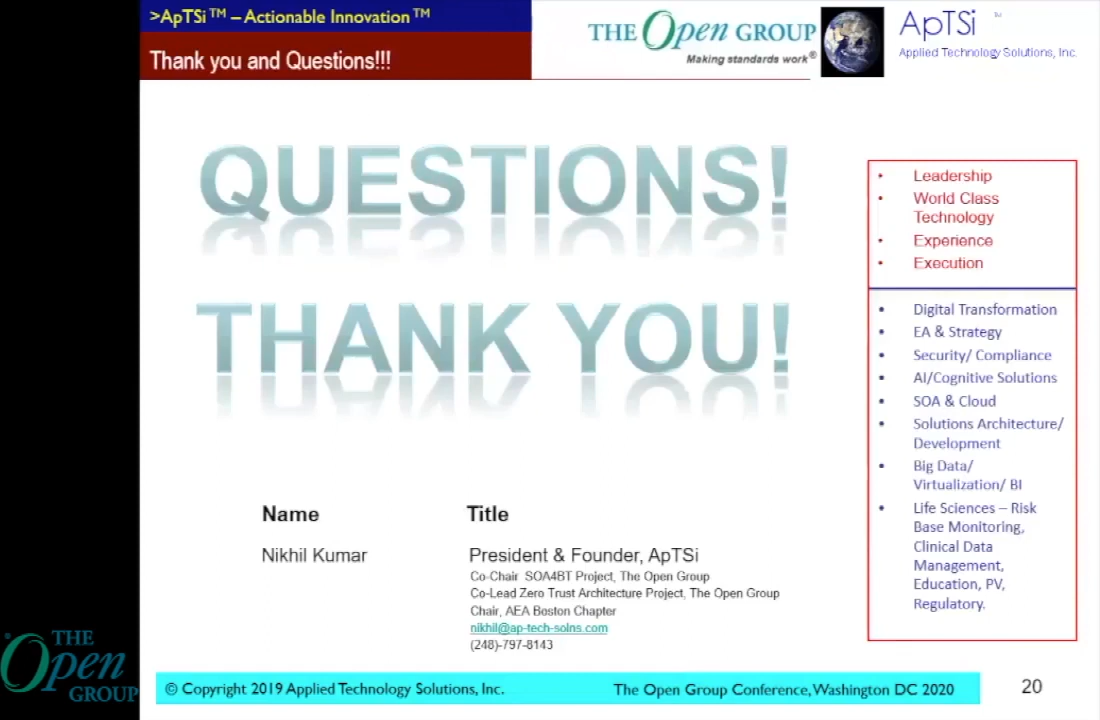 >ApTSi™ – Actionable Innovation™
Thank you and Questions!!!
THE Open GROUP
Making standards work®
ApTSi ™
Applied Technology Solutions, Inc.
QUESTIONS!
THANK YOU!
• Leadership
• World Class
Technology
• Experience
• Execution
• Digital Transformation
• EA & Strategy
• Security/ Compliance
• AI/Cognitive Solutions
• SOA & Cloud
• Solutions Architecture/
Development
• Big Data/
Virtualization/ BI
• Life Sciences – Risk
Base Monitoring,
Clinical Data
Management,
Education, PV,
Regulatory.
Name Title
Nikhil Kumar President & Founder, ApTSi
Co-Chair SOA4BT Project, The Open Group
Co-Lead Zero Trust Architecture Project, The Open Group
Chair, AEA Boston Chapter
nikhil@ap-tech-solns.com
(248)-797-8143
THE
Open
GROUP
© Copyright 2019 Applied Technology Solutions, Inc. The Open Group Conference, Washington DC 2020 20